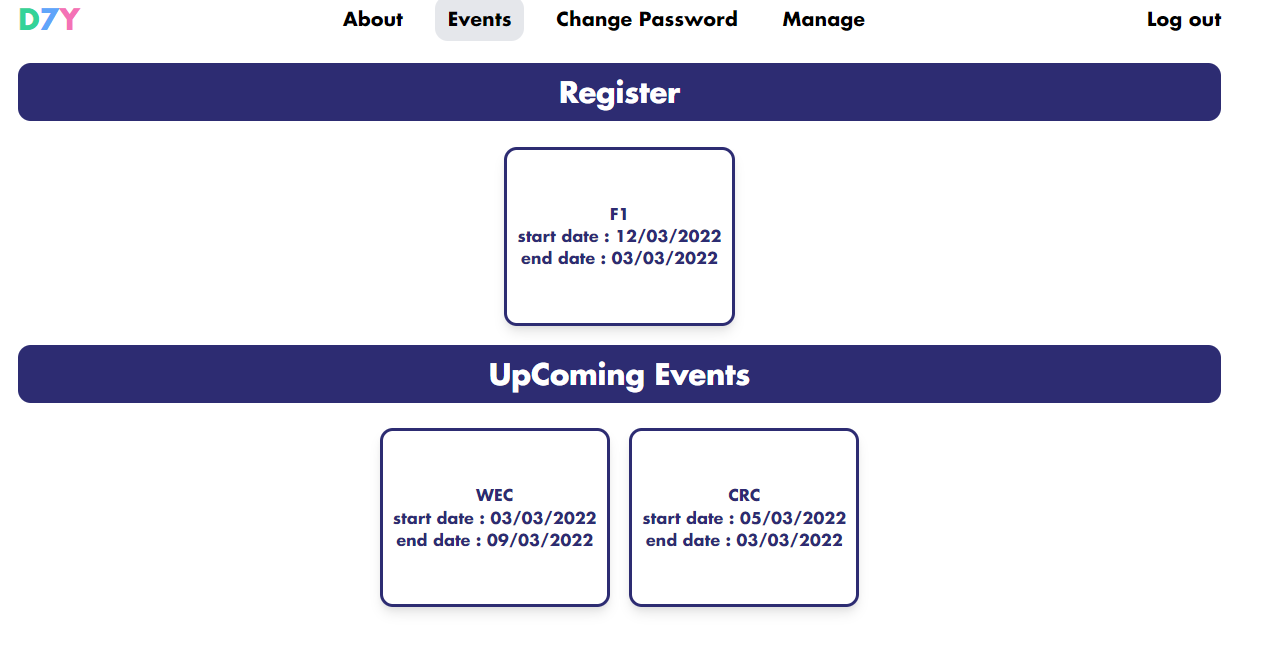 D7Y About Events Change Password Manage Log out
Register
F1
start date : 12/03/2022
end date : 03/03/2022
UpComing Events
WEC
start date : 03/03/2022
end date : 09/03/2022
CRC
start date : 05/03/2022
end date : 03/03/2022